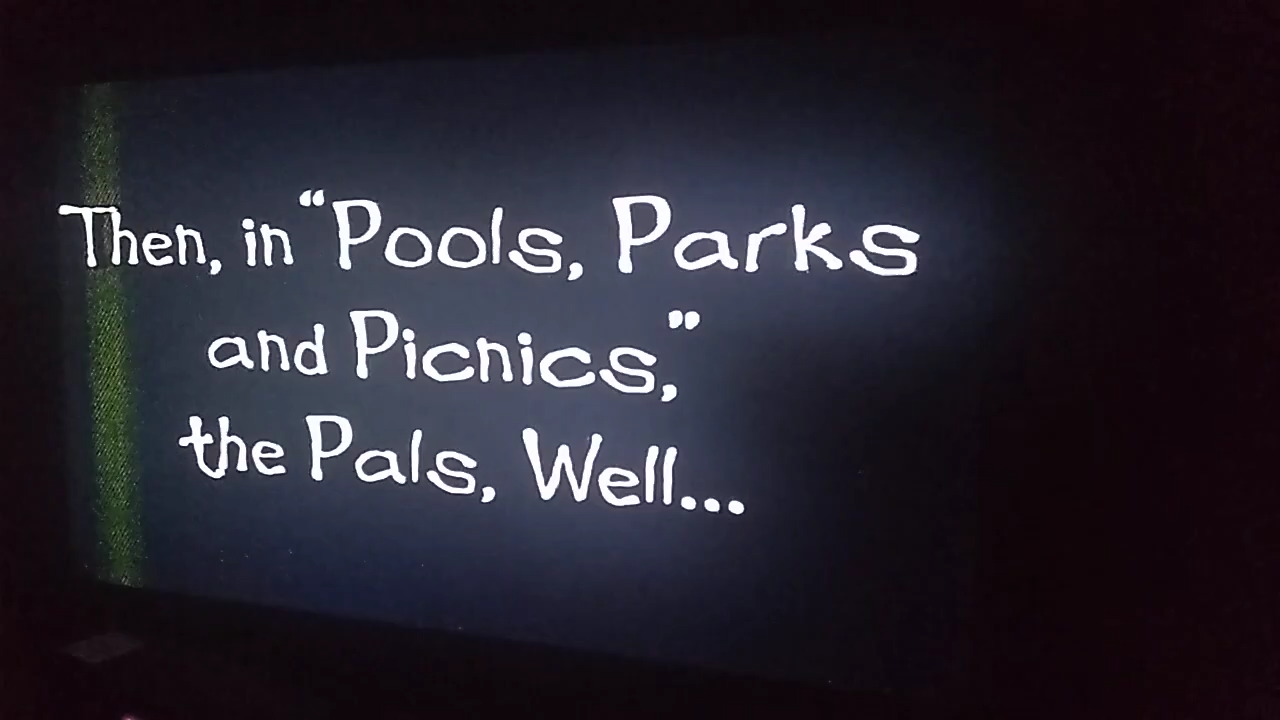 Then, in “Pools, Parks
and Picnics,”
the Pals, Well...